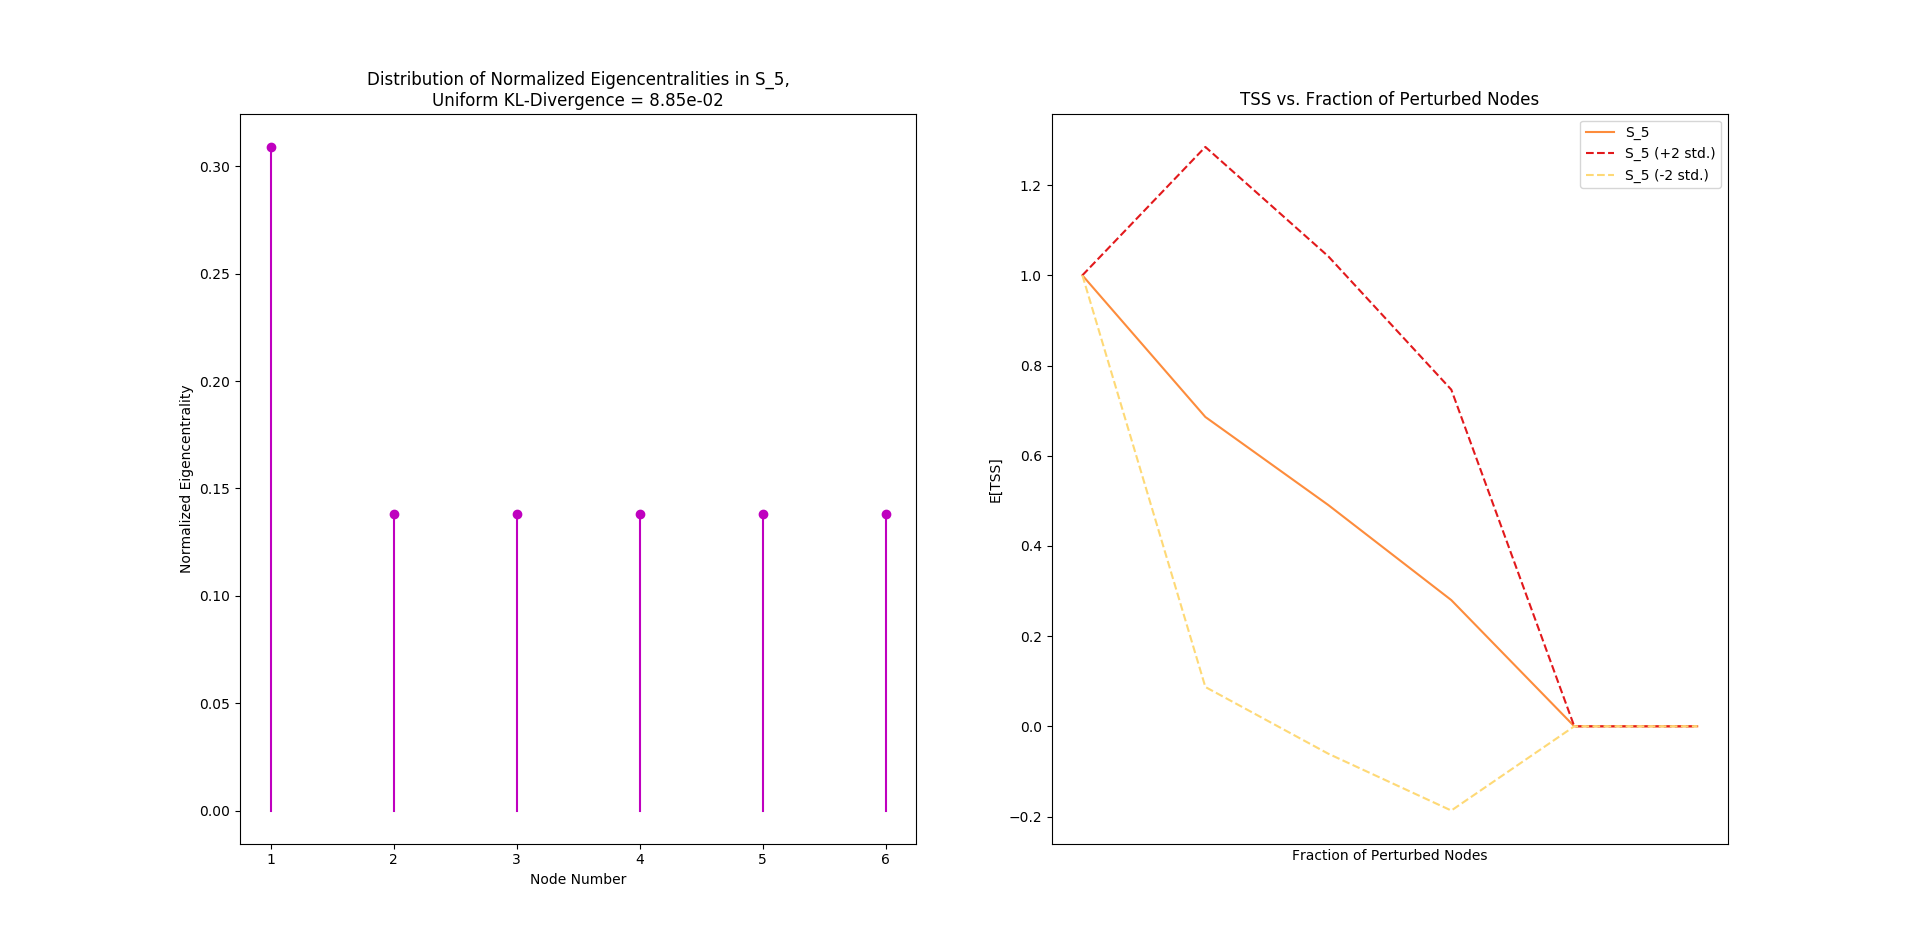 Distribution of Normalized Eigencentralities in S_5,
Uniform KL-Divergence = 8.85e-02
Normalized Eigencentrality
0.30
0.25
0.20
0.15
0.10
0.05
0.00
1 2 3 4 5 6
Node Number
TSS vs. Fraction of Perturbed Nodes
S_5
S_5 (+2 std.)
S_5 (-2 std.)
E[TSS]
1.2
1.0
0.8
0.6
0.4
0.2
0.0
−0.2
Fraction of Perturbed Nodes